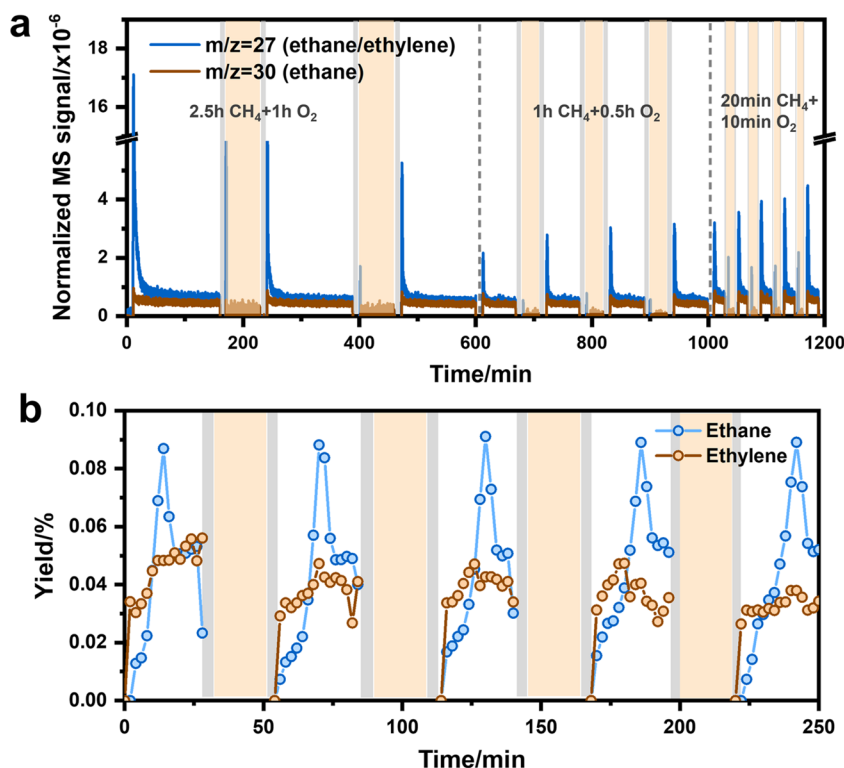 a
Normalized MS signal/x10⁻⁶
18
16
4
2
0
m/z=27 (ethane/ethylene)
m/z=30 (ethane)
2.5h CH₄+1h O₂
1h CH₄+0.5h O₂
20min CH₄+
10min O₂
0
200
400
600
800
1000
1200
Time/min
b
Yield/%
0.10
0.08
0.06
0.04
0.02
0.00
Ethane
Ethylene
0
50
100
150
200
250
Time/min